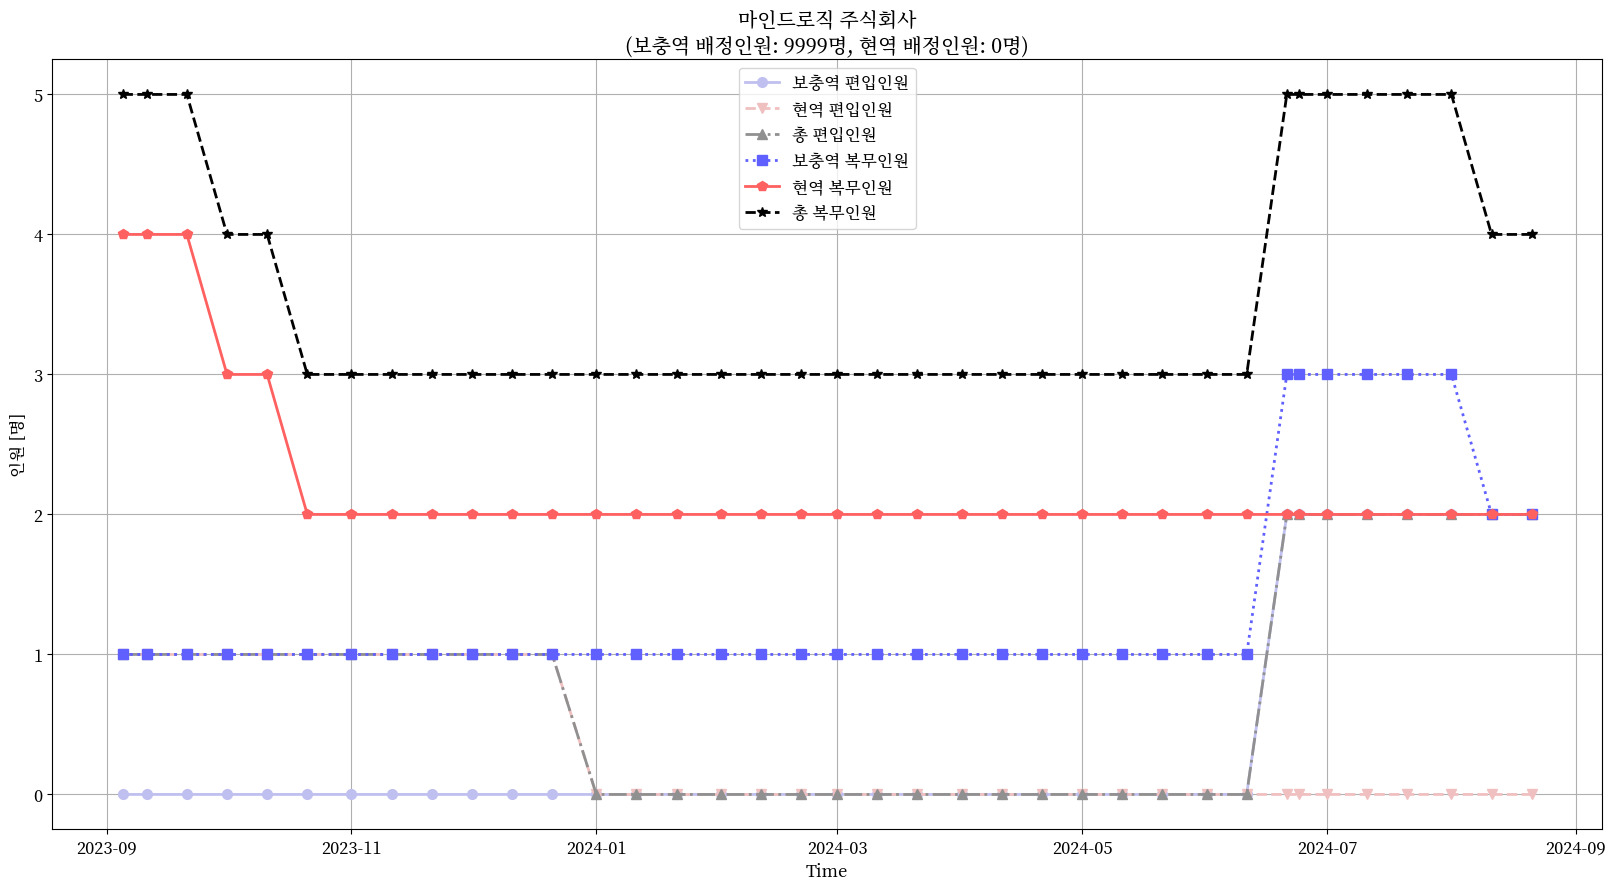 마인드로직 주식회사
(보충역 배정인원: 9999명, 현역 배정인원: 0명)
보충역 편입인원
현역 편입인원
총 편입인원
보충역 복무인원
현역 복무인원
총 복무인원
인원 [명]
5
4
3
2
1
0
2023-09
2023-11
2024-01
2024-03
2024-05
2024-07
2024-09
Time